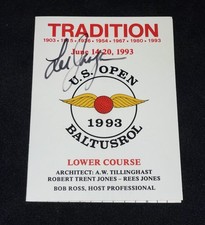 TRADITION
1903 • 1915 • 1936 • 1954 • 1967 • 1980 • 1993
June 14-20, 1993
U.S. OPEN
1993
BALTUSROL
LOWER COURSE
ARCHITECT: A.W. TILLINGHAST
ROBERT TRENT JONES – REES JONES
BOB ROSS, HOST PROFESSIONAL